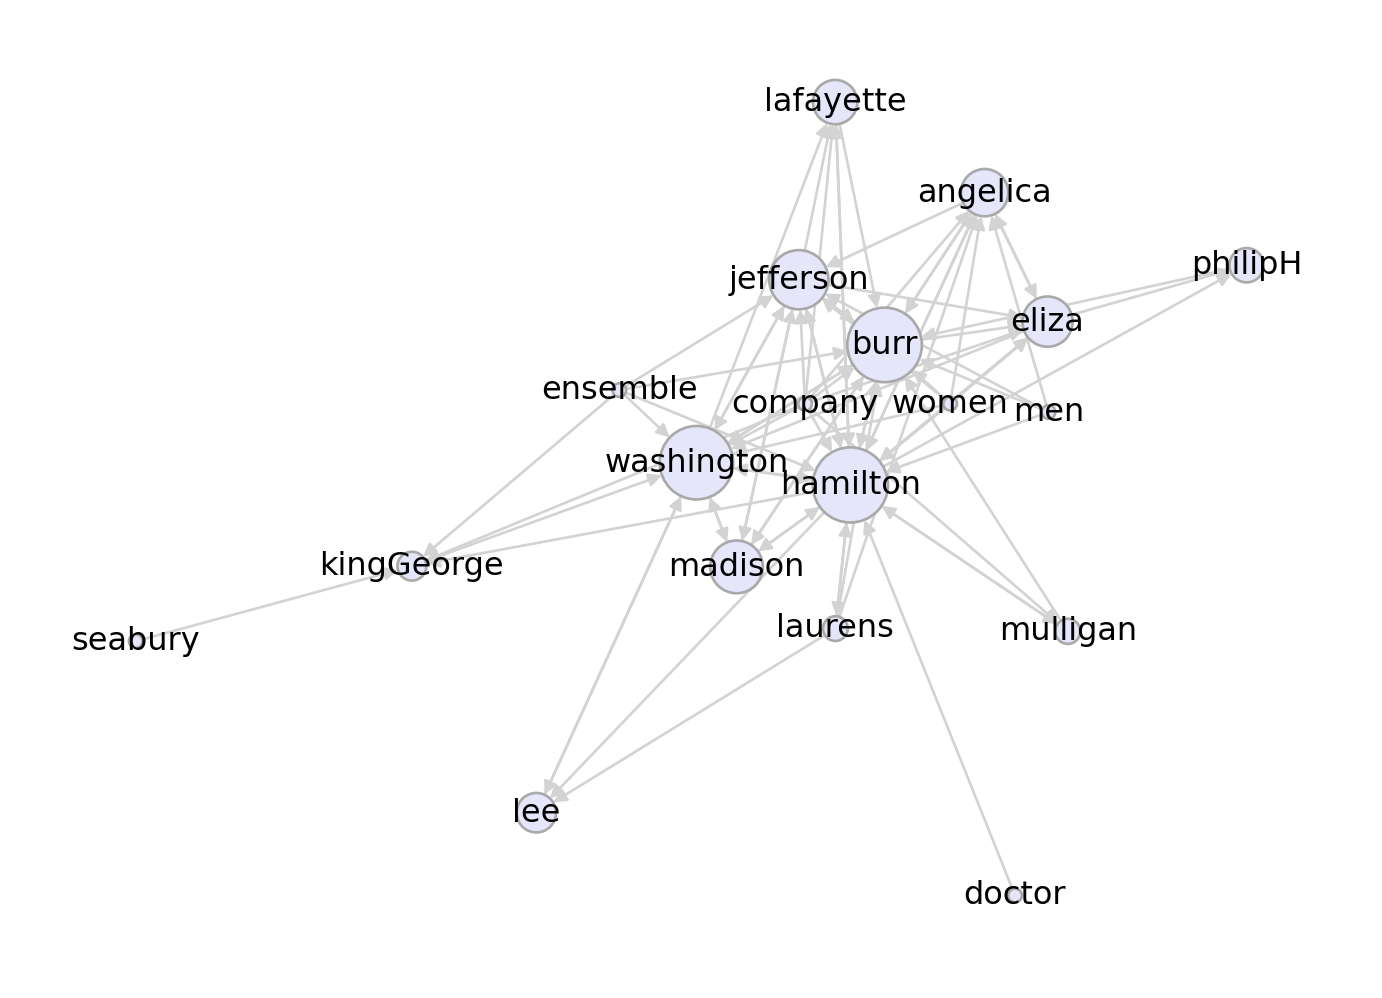 lafayette
angelica
philipH
jefferson
eliza
burr
ensemble
company
women
men
washington
hamilton
kingGeorge
madison
laurens
mulligan
seabury
lee
doctor